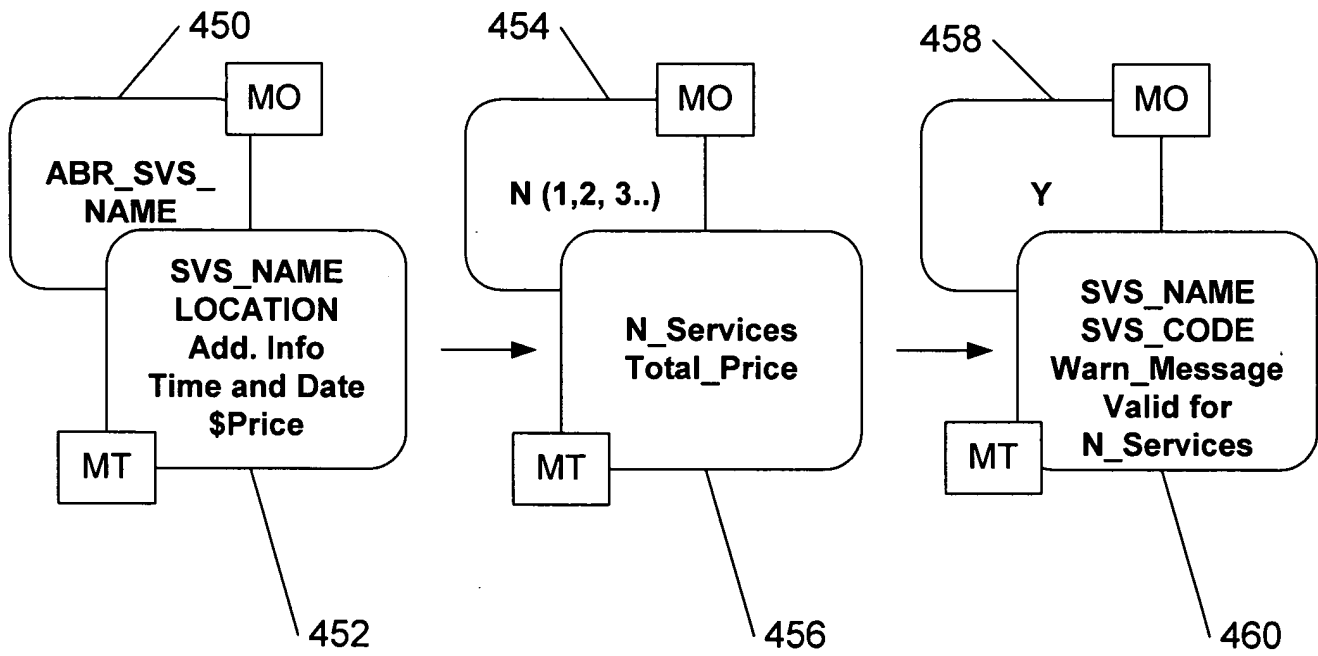 450
MO
ABR_SVS_
NAME
SVS_NAME
LOCATION
Add. Info
Time and Date
$Price
MT
452
454
MO
N (1,2, 3..)
N_Services
Total_Price
MT
456
458
MO
Y
SVS_NAME
SVS_CODE
Warn_Message
Valid for
N_Services
MT
460